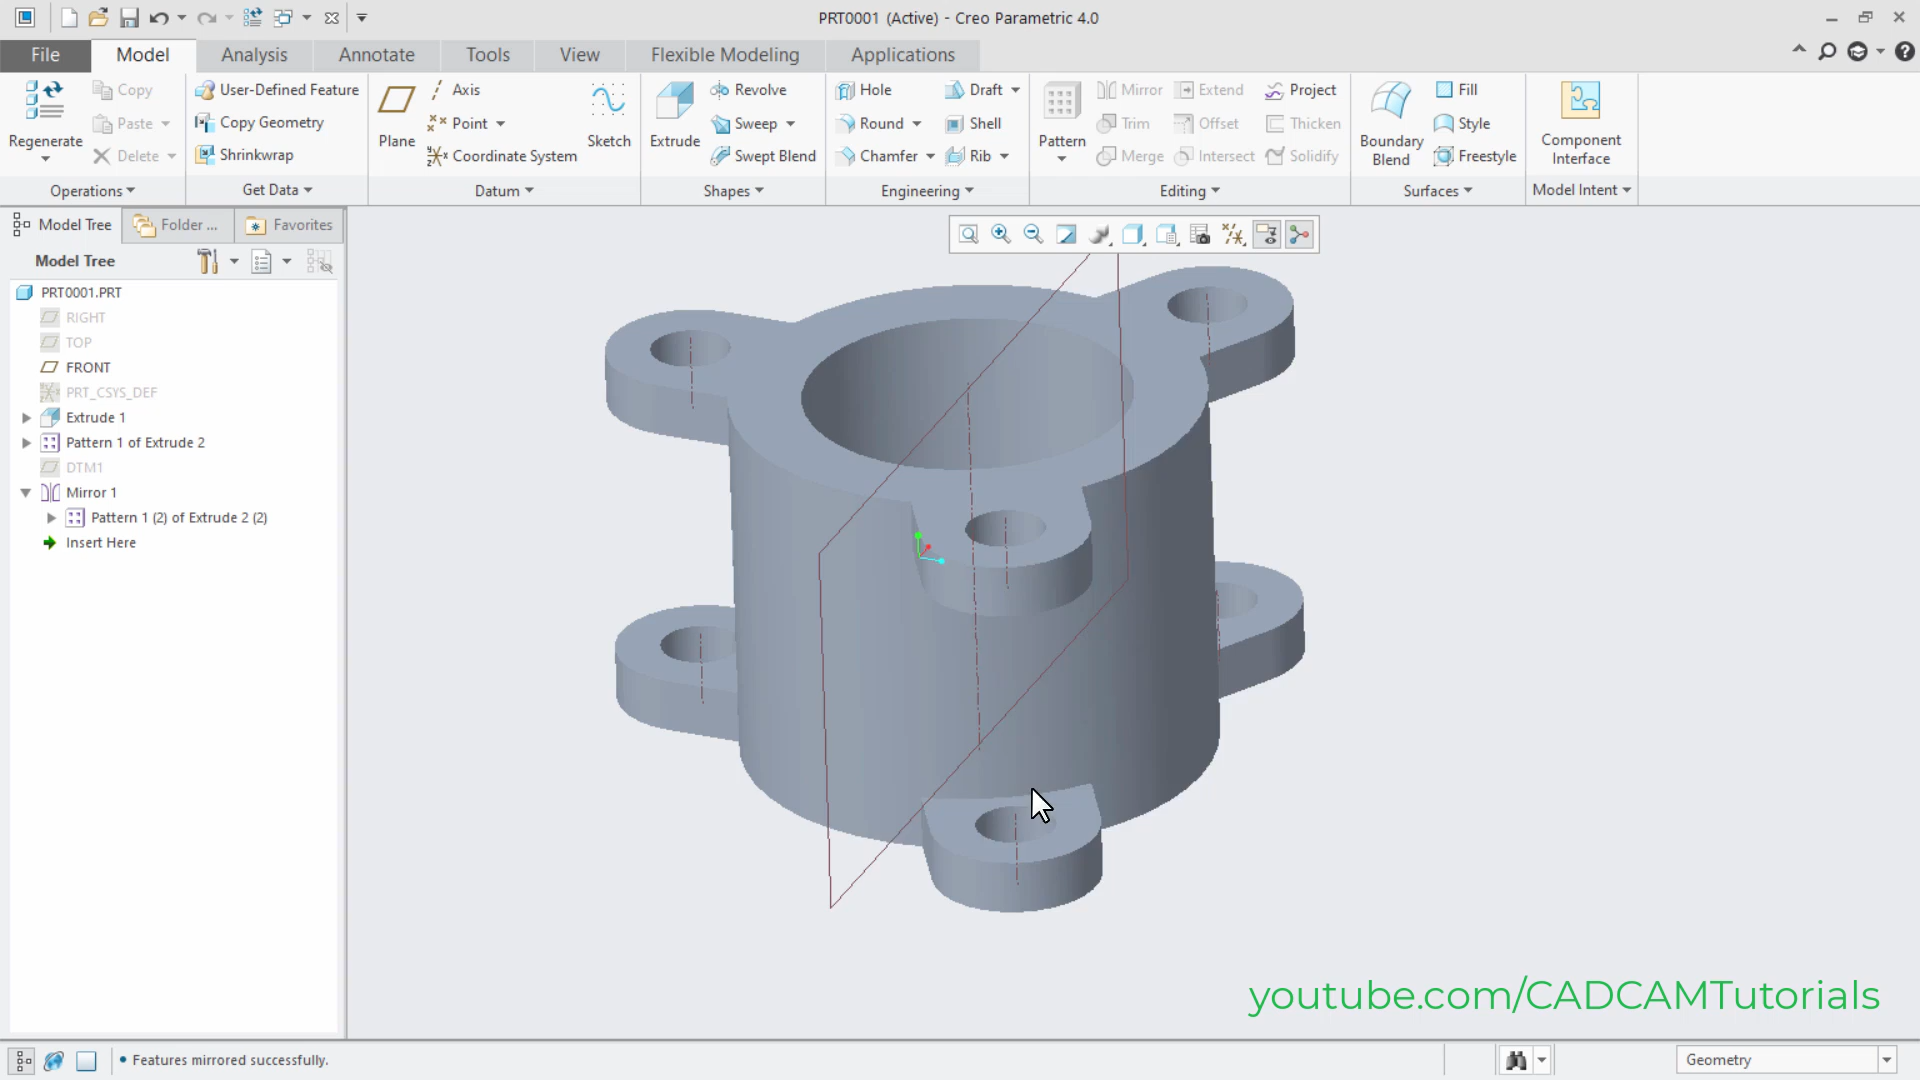 PRT0001 (Active) - Creo Parametric 4.0
File Model Analysis Annotate Tools View Flexible Modeling Applications
Regenerate
Copy
Paste
Delete
Operations
User-Defined Feature
Copy Geometry
Shrinkwrap
Get Data
Plane
Axis
Point
Coordinate System
Sketch
Datum
Extrude
Revolve
Sweep
Swept Blend
Shapes
Hole
Round
Chamfer
Draft
Shell
Rib
Engineering
Pattern
Mirror
Trim
Merge
Extend
Offset
Intersect
Project
Thicken
Solidify
Editing
Boundary
Blend
Fill
Style
Freestyle
Surfaces
Component
Interface
Model Intent
Model Tree Folder ... Favorites
Model Tree
PRT0001.PRT
RIGHT
TOP
FRONT
PRT_CSYS_DEF
Extrude 1
Pattern 1 of Extrude 2
DTM1
Mirror 1
Pattern 1 (2) of Extrude 2 (2)
Insert Here
youtube.com/CADCAMTutorials
Features mirrored successfully.
Geometry